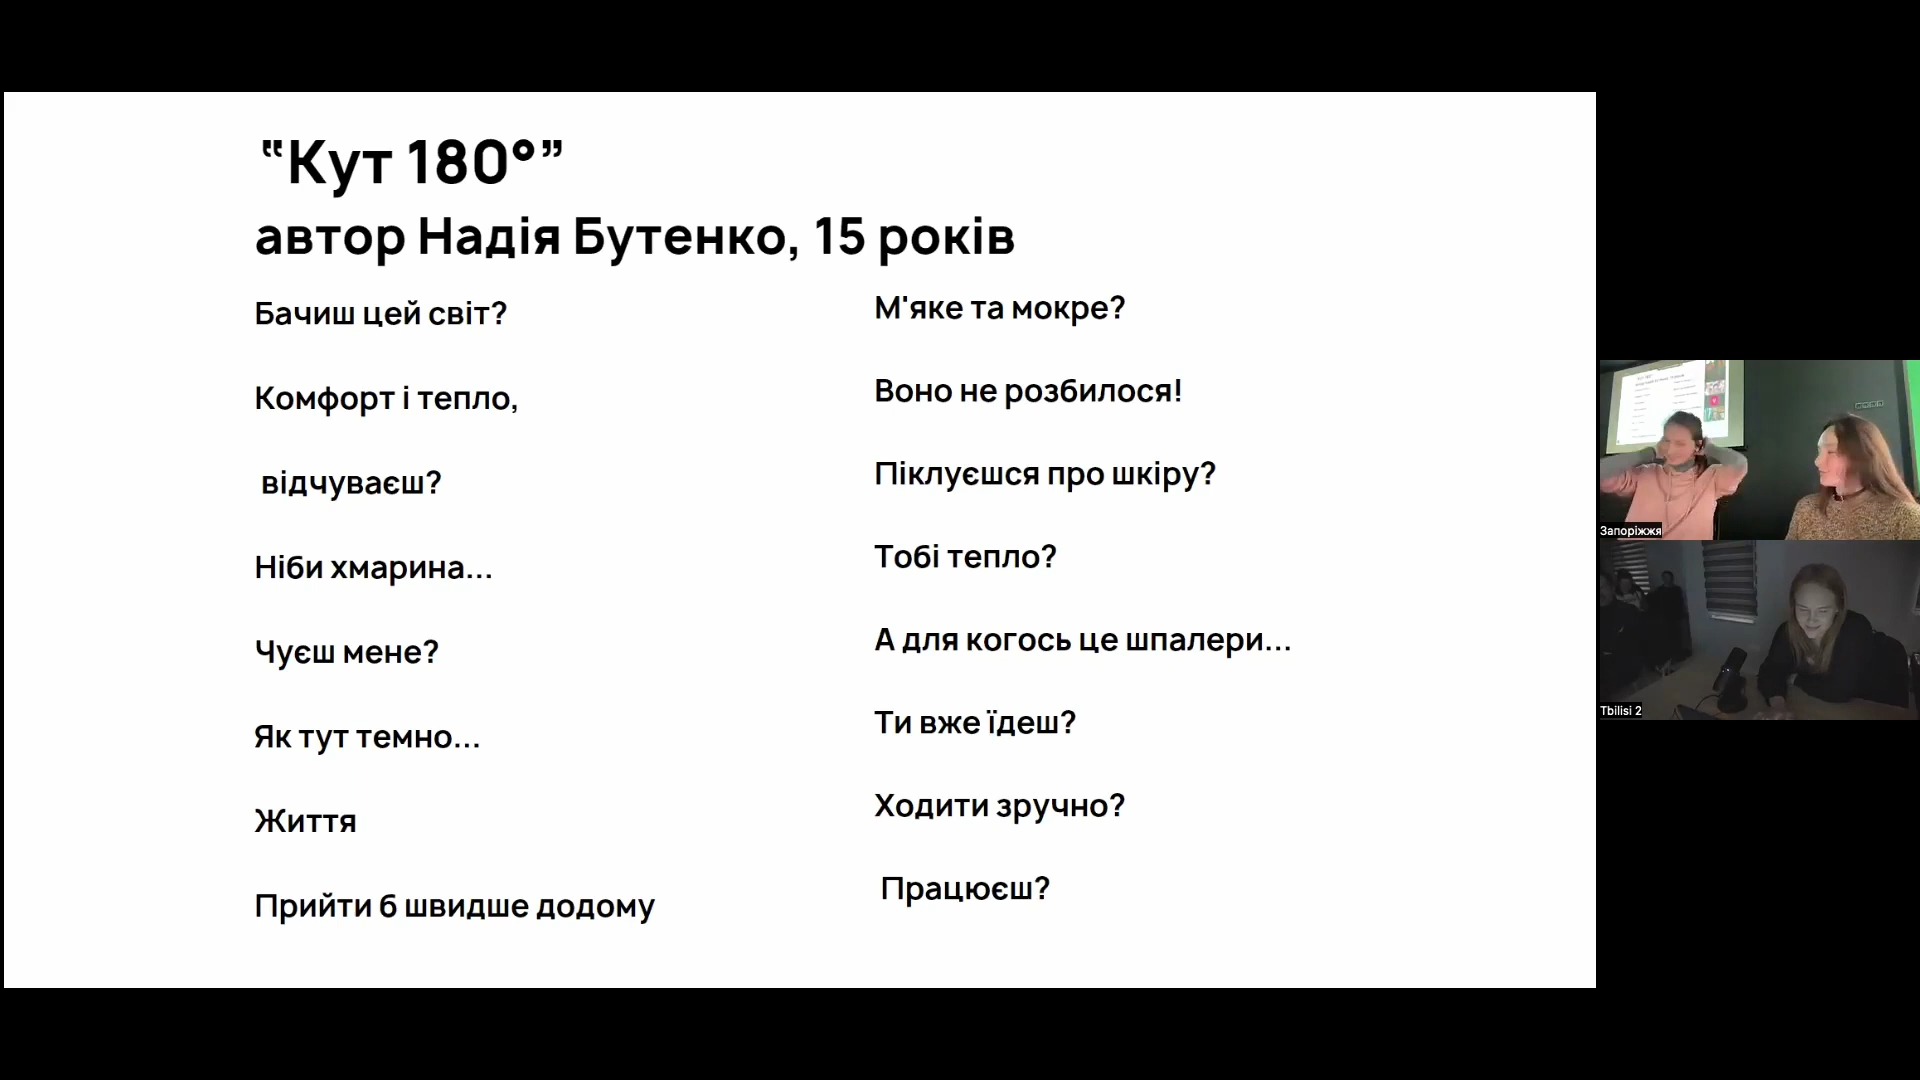 “Кут 180°”
автор Надія Бутенко, 15 років
Бачиш цей світ?
Комфорт і тепло,
відчуваєш?
Ніби хмарина...
Чуєш мене?
Як тут темно...
Життя
Прийти б швидше додому
М'яке та мокре?
Воно не розбилося!
Піклуєшся про шкіру?
Тобі тепло?
А для когось це шпалери...
Ти вже їдеш?
Ходити зручно?
Працюєш?
Запоріжжя
Tbilisi 2